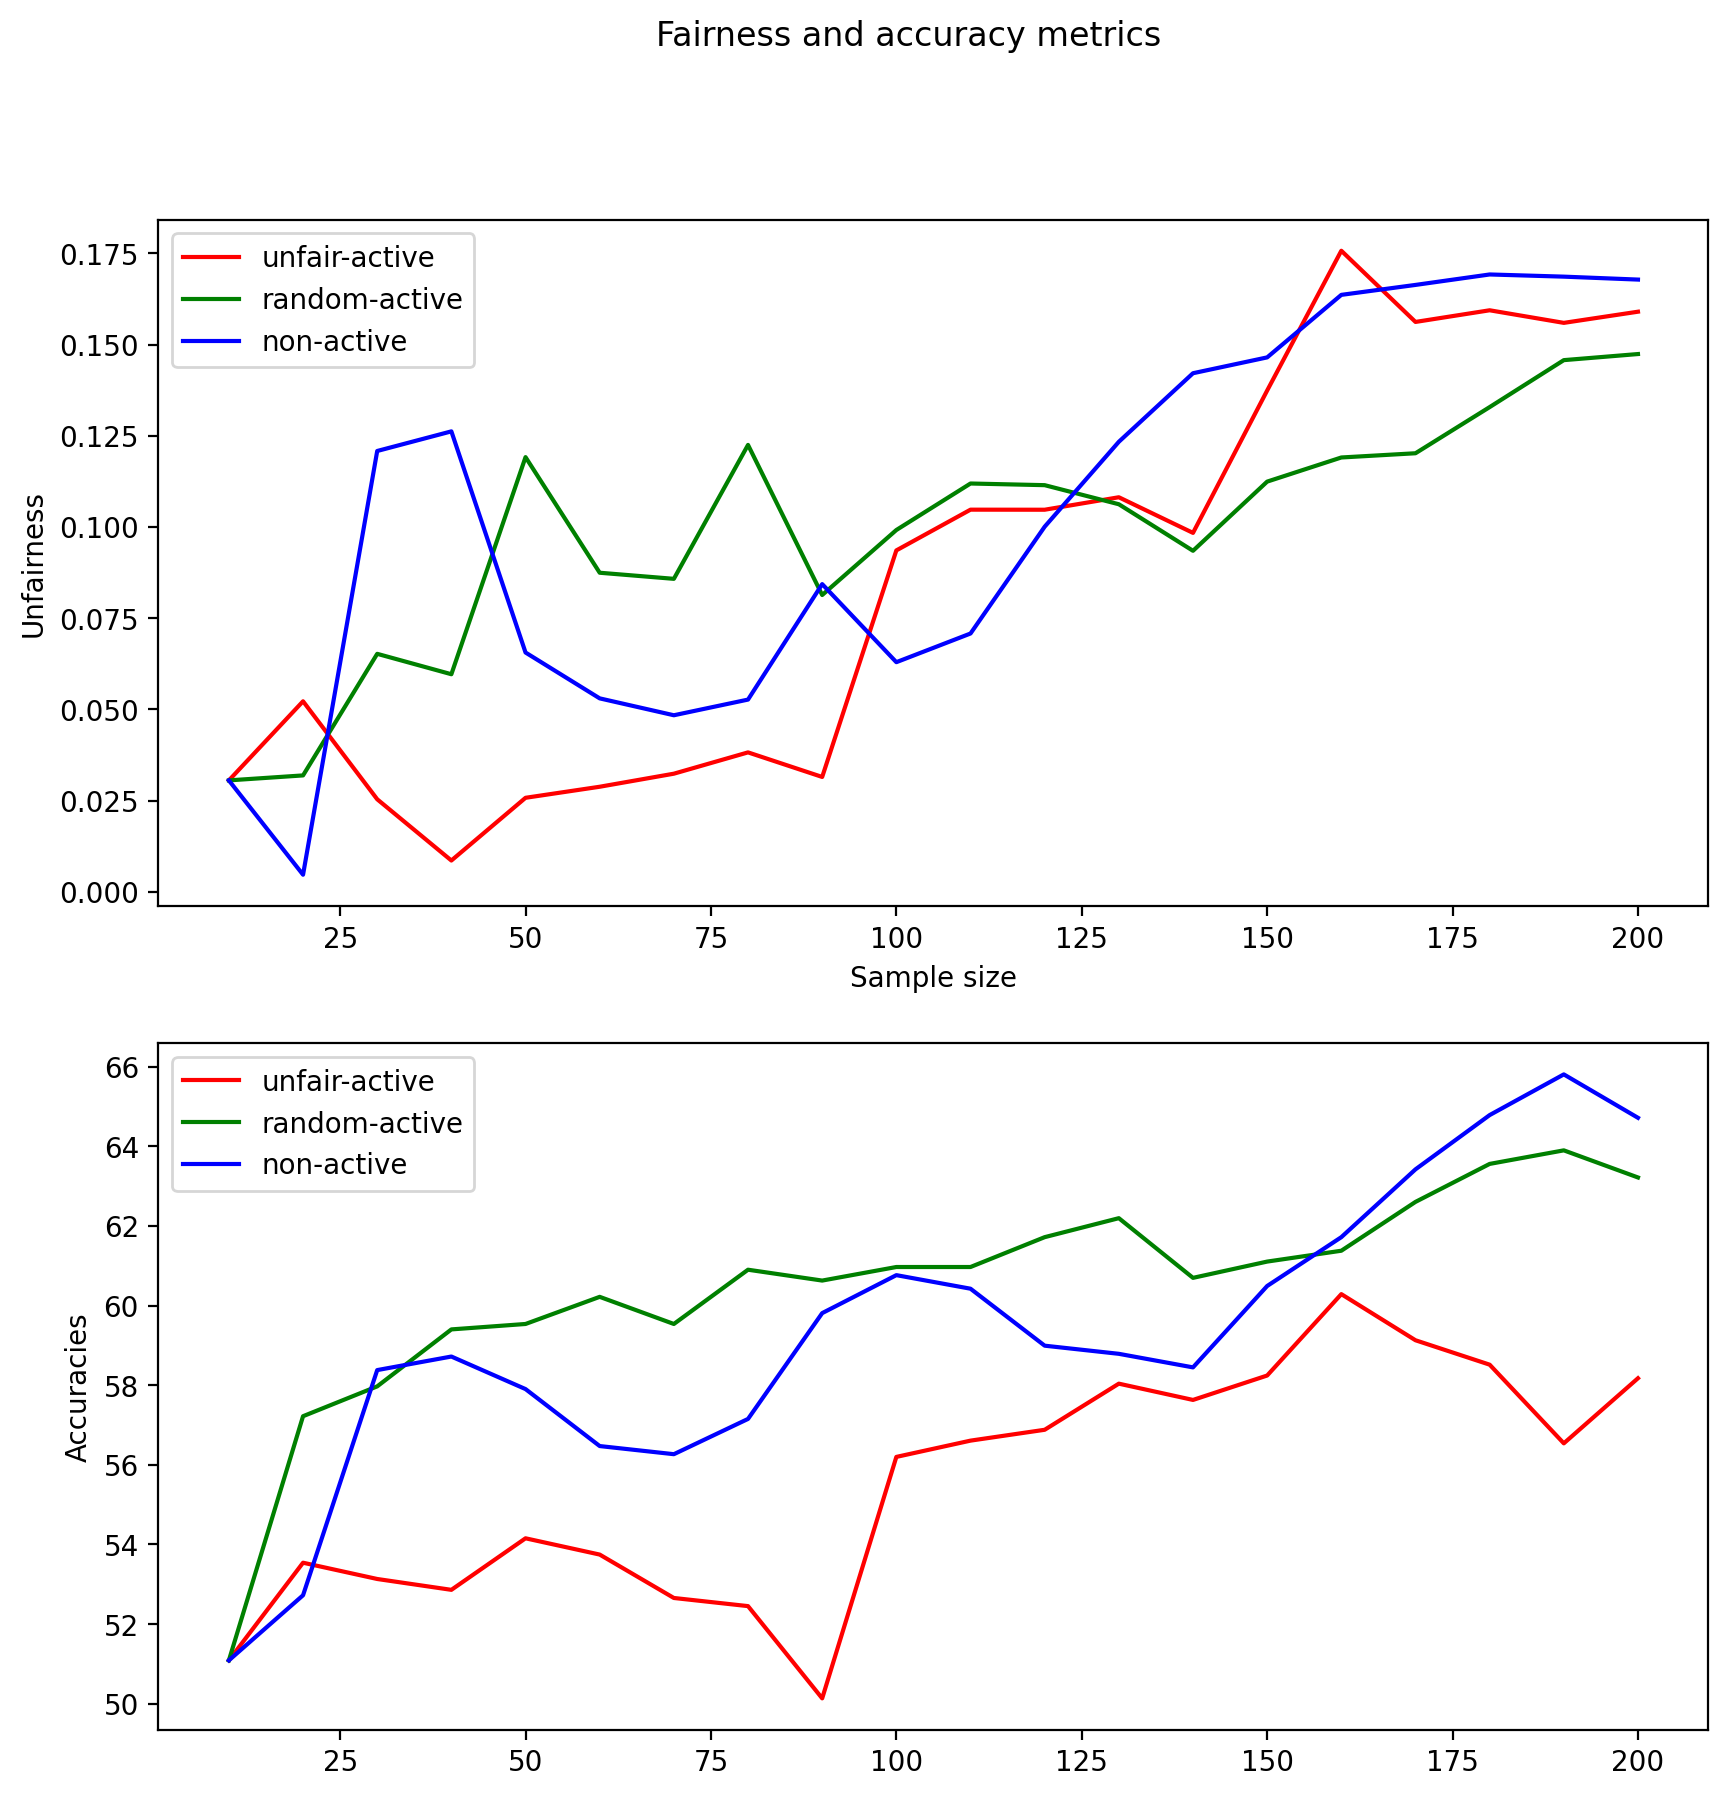 Fairness and accuracy metrics
unfair-active
random-active
non-active
0.175
0.150
0.125
0.100
0.075
0.050
0.025
0.000
Unfairness
25 50 75 100 125 150 175 200
Sample size
unfair-active
random-active
non-active
66
64
62
60
58
56
54
52
50
Accuracies
25 50 75 100 125 150 175 200